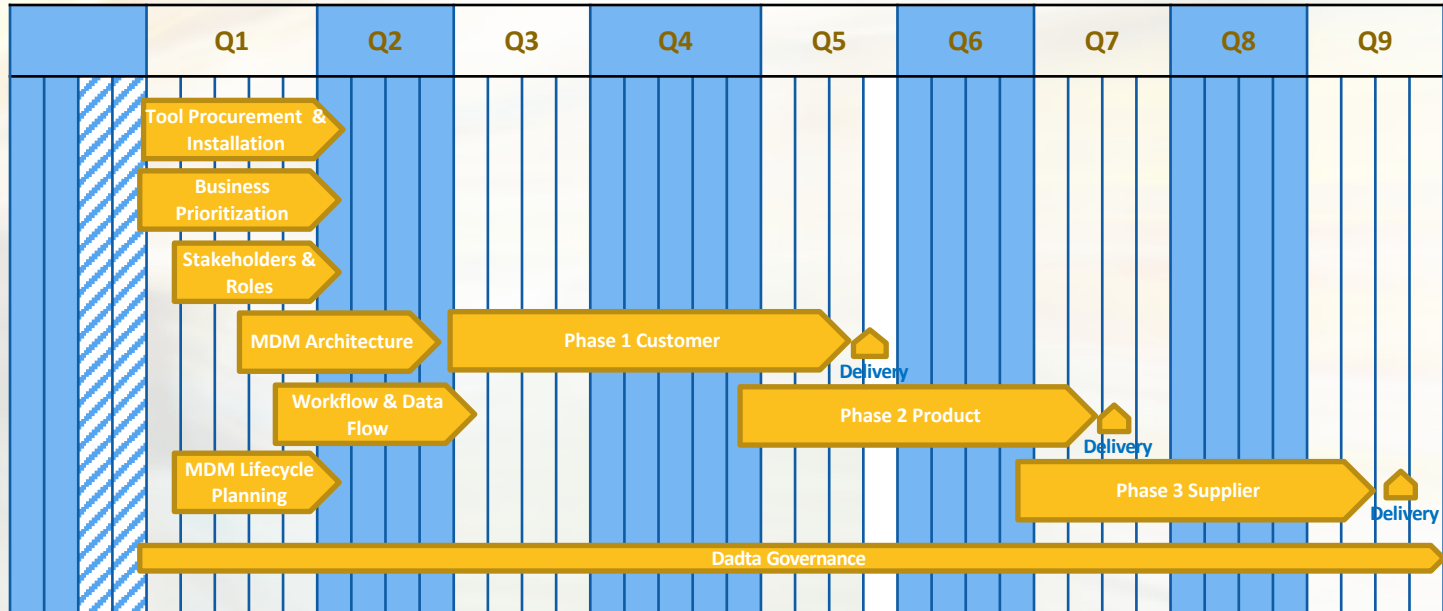 Q1 Q2 Q3 Q4 Q5 Q6 Q7 Q8 Q9
Tool Procurement &
Installation
Business
Prioritization
Stakeholders &
Roles
MDM Architecture
Phase 1 Customer
Delivery
Workflow & Data
Flow
Phase 2 Product
Delivery
MDM Lifecycle
Planning
Phase 3 Supplier
Delivery
Dadta Governance